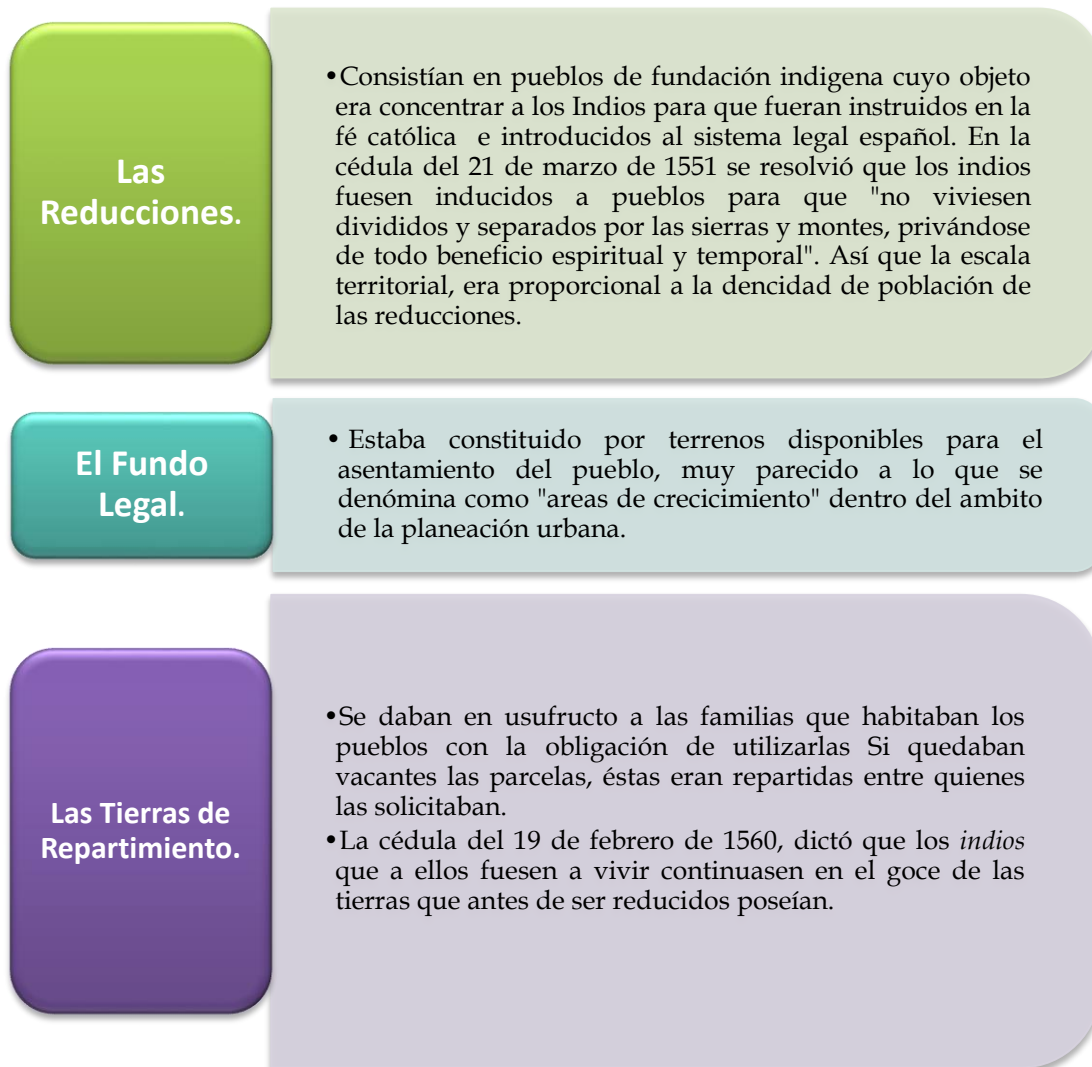 Las
Reducciones.
•Consistían en pueblos de fundación indigena cuyo objeto
era concentrar a los Indios para que fueran instruidos en la
fé católica e introducidos al sistema legal español. En la
cédula del 21 de marzo de 1551 se resolvió que los indios
fuesen inducidos a pueblos para que "no viviesen
divididos y separados por las sierras y montes, privándose
de todo beneficio espiritual y temporal". Así que la escala
territorial, era proporcional a la dencidad de población de
las reducciones.
El Fundo
Legal.
• Estaba constituido por terrenos disponibles para el
asentamiento del pueblo, muy parecido a lo que se
denómina como "areas de crecicimiento" dentro del ambito
de la planeación urbana.
Las Tierras de
Repartimiento.
•Se daban en usufructo a las familias que habitaban los
pueblos con la obligación de utilizarlas Si quedaban
vacantes las parcelas, éstas eran repartidas entre quienes
las solicitaban.
•La cédula del 19 de febrero de 1560, dictó que los indios
que a ellos fuesen a vivir continuasen en el goce de las
tierras que antes de ser reducidos poseían.